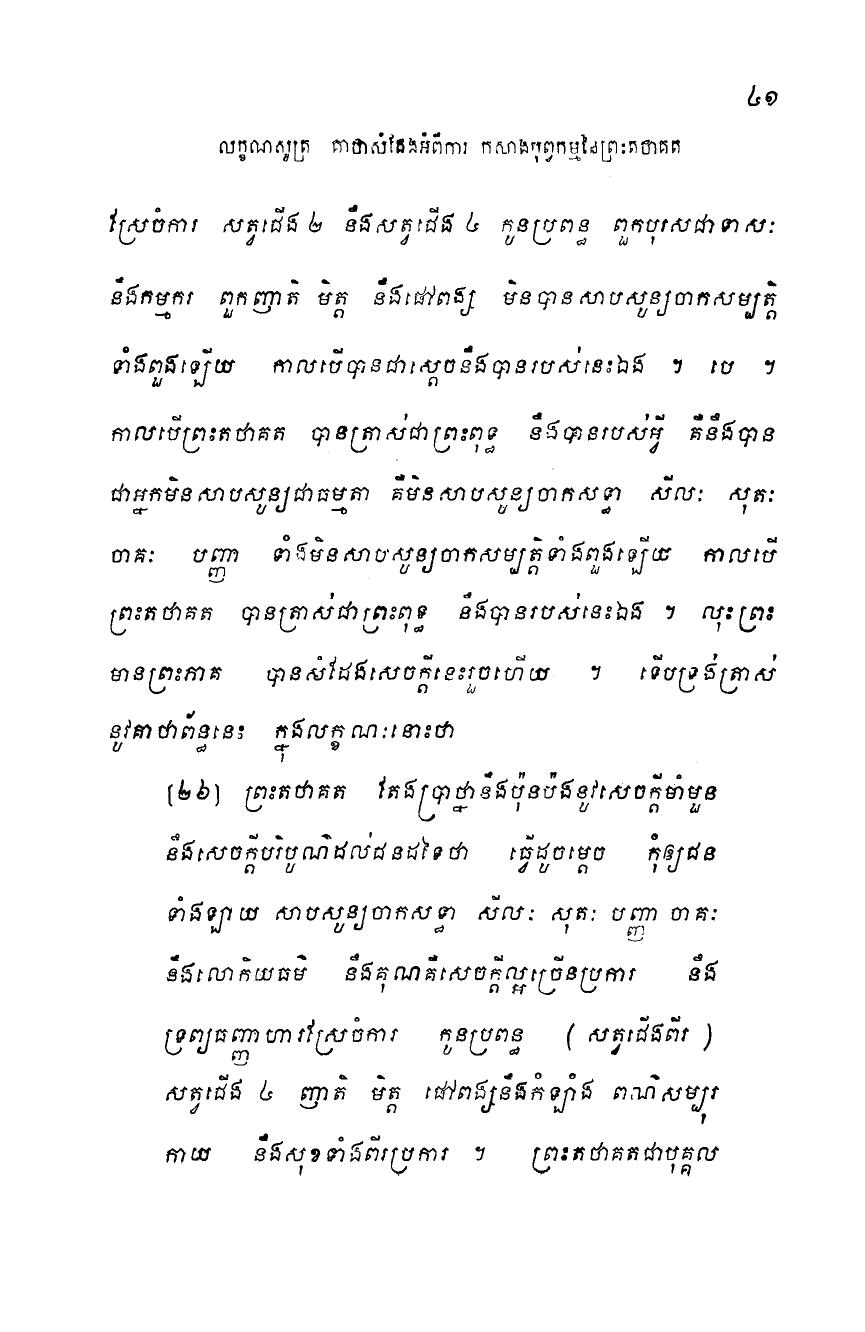 ៤១
លក្ខណសូត្រ គាថាសំដែងអំពីការ កសាងបុព្វកម្មនៃព្រះតថាគត
ស្រែចំការ សត្វជើង ២ នឹងសត្វជើង ៤ កូនប្រពន្ធ ពួកបុរសជាទាសៈ
នឹងកម្មករ ពួកញាតិ មិត្ត នឹងផៅពង្ស មិនបានសាបសូន្យចាកសម្បត្តិ
ទាំងពួងឡើយ កាលបើបានជាស្តេចនឹងបានរបស់នេះឯង ។ បេ ។
កាលបើព្រះតថាគត បានត្រាស់ជាព្រះពុទ្ធ នឹងបានរបស់អ្វី គឺនឹងបាន
ជាអ្នកមិនសាបសូន្យជាធម្មតា គឺមិនសាបសូន្យចាកសទ្ធា សីលៈ សុតៈ
ចាគៈ បញ្ញា ទាំងមិនសាបសូន្យចាកសម្បត្តិទាំងពួងឡើយ កាលបើ
ព្រះតថាគត បានត្រាស់ជាព្រះពុទ្ធ នឹងបានរបស់នេះឯង ។ លុះព្រះ
មានព្រះភាគ បានសំដែងសេចក្តីនេះរួចហើយ ។ ទើបទ្រង់ត្រាស់
នូវគាថាព័ន្ធនេះ ក្នុងលក្ខណៈនោះថា
[២៦] ព្រះតថាគត តែងប្រាថ្នានឹងប៉ុនប៉ងនូវសេចក្តីមាំមួន
នឹងសេចក្តីបរិបូណ៌ដល់ជនដទៃថា ធ្វើដូចម្តេច កុំឲ្យជន
ទាំងឡាយ សាបសូន្យចាកសទ្ធា សីលៈ សុតៈ បញ្ញា ចាគៈ
នឹងលោកិយធម៌ នឹងគុណគឺសេចក្តីល្អច្រើនប្រការ នឹង
ទ្រព្យធញ្ញាហារស្រែចំការ កូនប្រពន្ធ ( សត្វជើងពីរ )
សត្វជើង ៤ ញាតិ មិត្ត ផៅពង្សនឹងកំឡាំង ពណ៌សម្បុរ
កាយ នឹងសុខទាំងពីរប្រការ ។ ព្រះតថាគតជាបុគ្គល